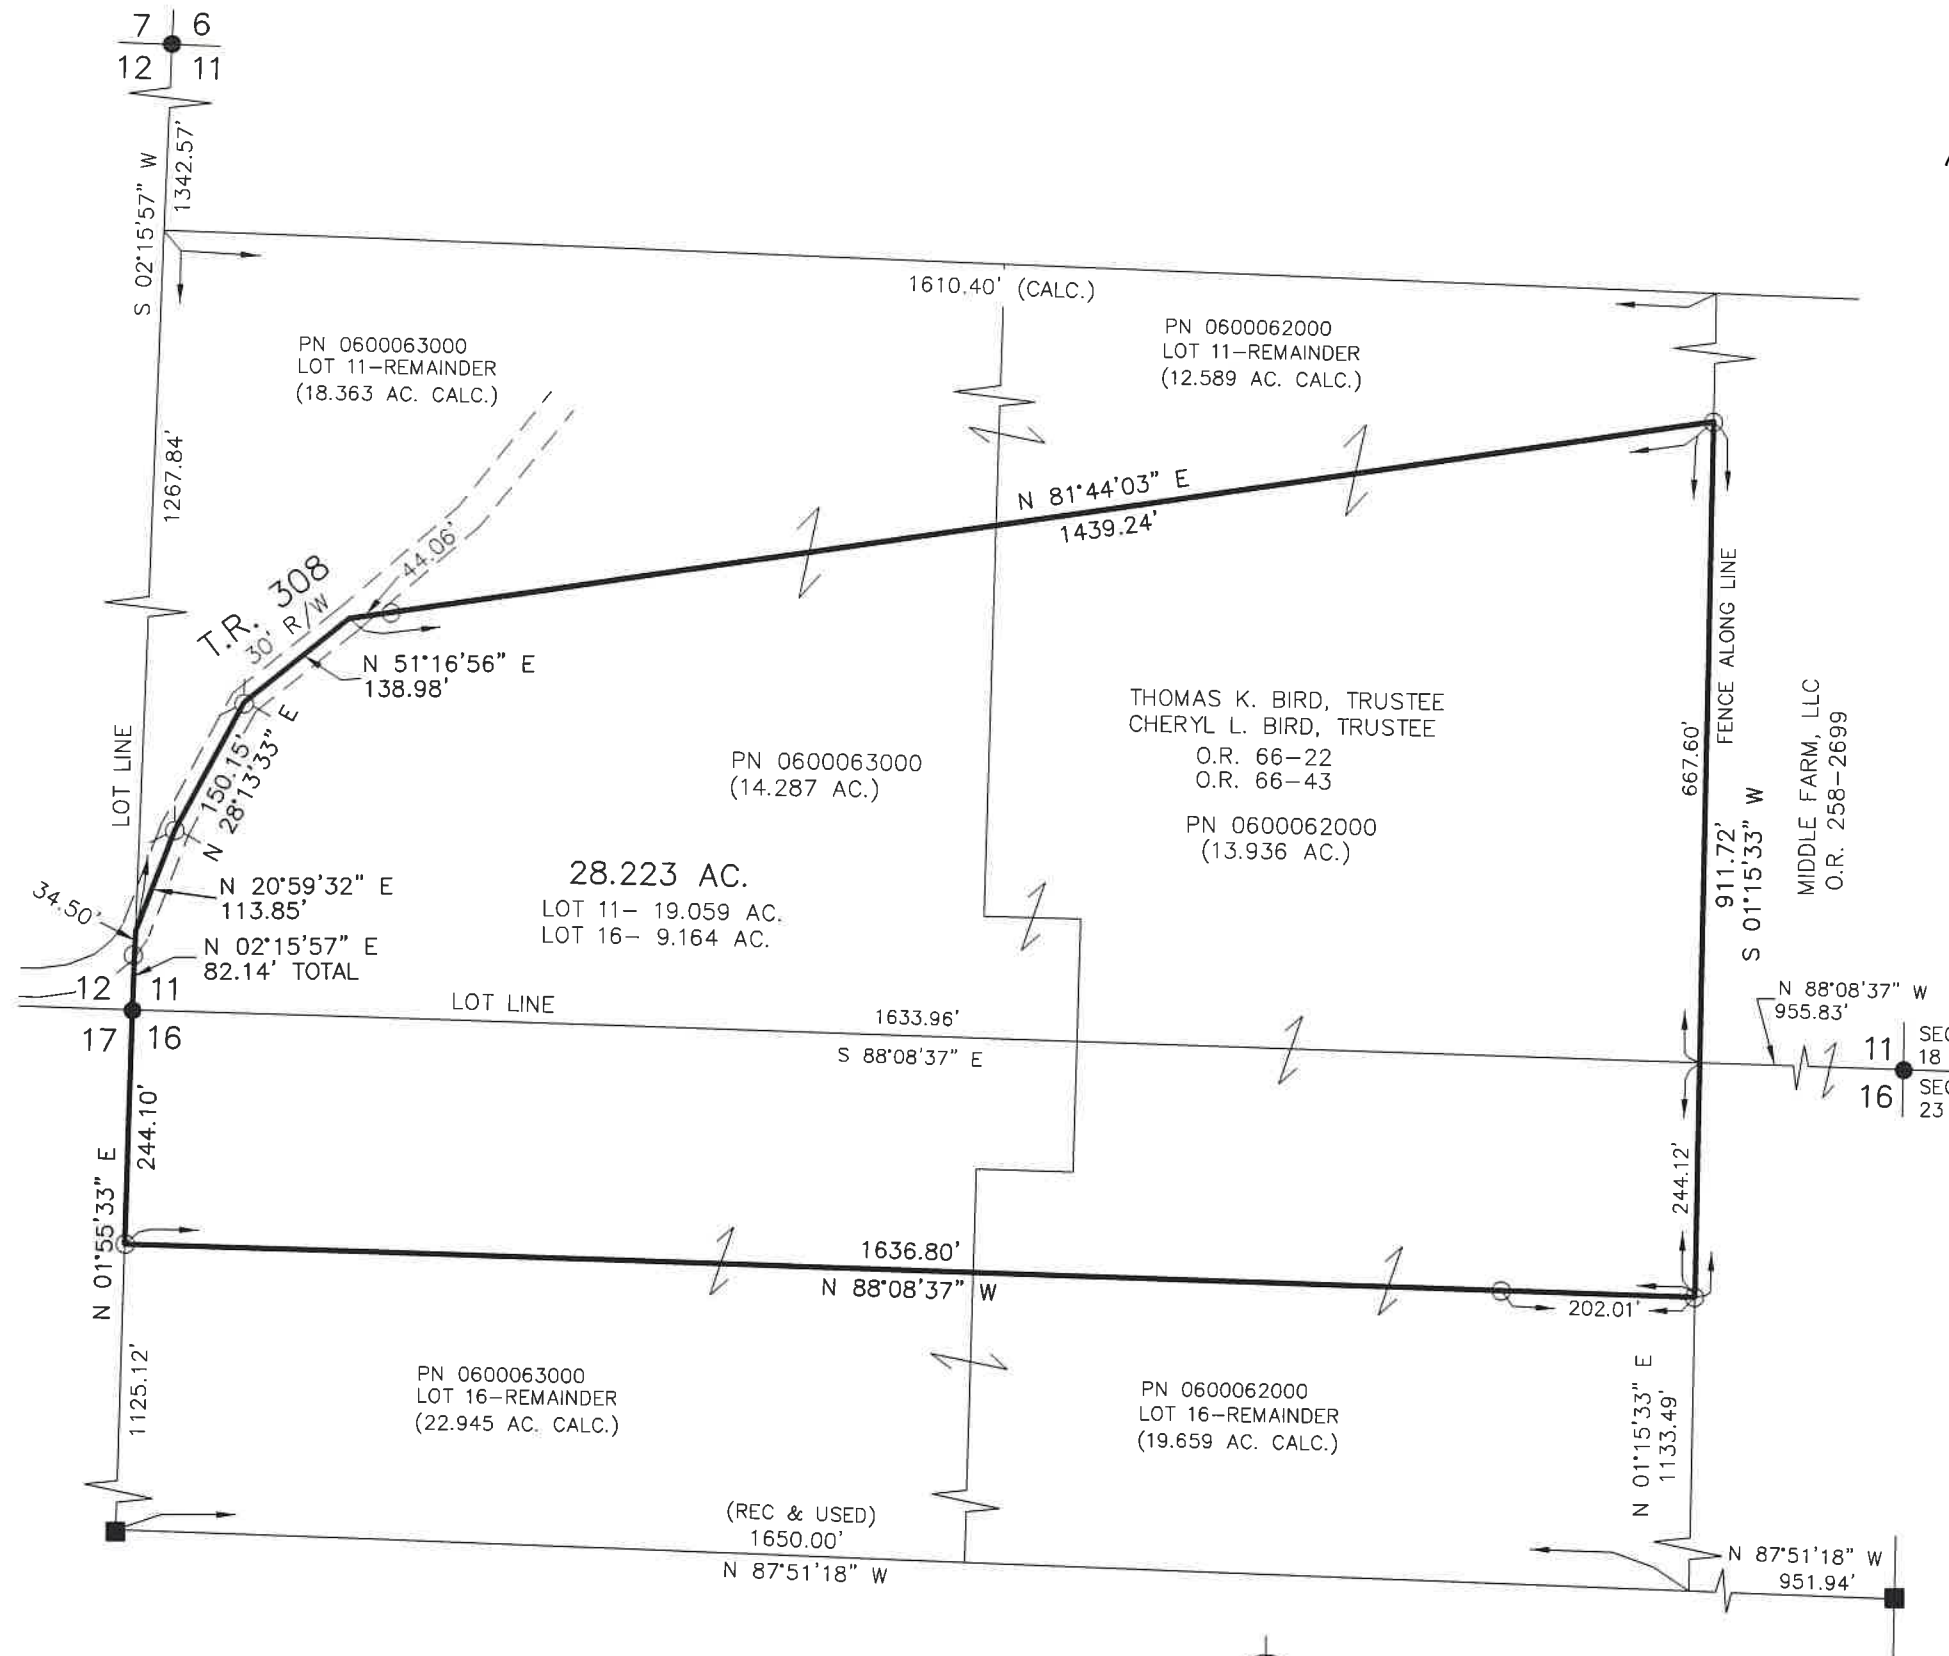 7 6
12 11
S 02°15'57" W
1342.57'
1610.40' (CALC.)
PN 0600063000
LOT 11-REMAINDER
(18.363 AC. CALC.)
PN 0600062000
LOT 11-REMAINDER
(12.589 AC. CALC.)
1267.84'
N 81°44'03" E
1439.24'
44.06'
T.R. 308
30' R/W
N 51°16'56" E
138.98'
LOT LINE
150.15'
N 28°13'33" E
FENCE ALONG LINE
667.60'
911.72'
S 01°15'33" W
MIDDLE FARM, LLC
O.R. 258-2699
THOMAS K. BIRD, TRUSTEE
CHERYL L. BIRD, TRUSTEE
O.R. 66-22
O.R. 66-43
PN 0600062000
(13.936 AC.)
PN 0600063000
(14.287 AC.)
28.223 AC.
LOT 11- 19.059 AC.
LOT 16- 9.164 AC.
34.50'
N 20°59'32" E
113.85'
N 02°15'57" E
82.14' TOTAL
12 11
17 16
LOT LINE
1633.96'
S 88°08'37" E
N 88°08'37" W
955.83'
11 SEC
18
16 SEC
23
244.10'
N 01°55'33" E
244.12'
1636.80'
N 88°08'37" W
202.01'
1125.12'
PN 0600063000
LOT 16-REMAINDER
(22.945 AC. CALC.)
PN 0600062000
LOT 16-REMAINDER
(19.659 AC. CALC.)
N 01°15'33" E
1133.49'
(REC & USED)
1650.00'
N 87°51'18" W
N 87°51'18" W
951.94'